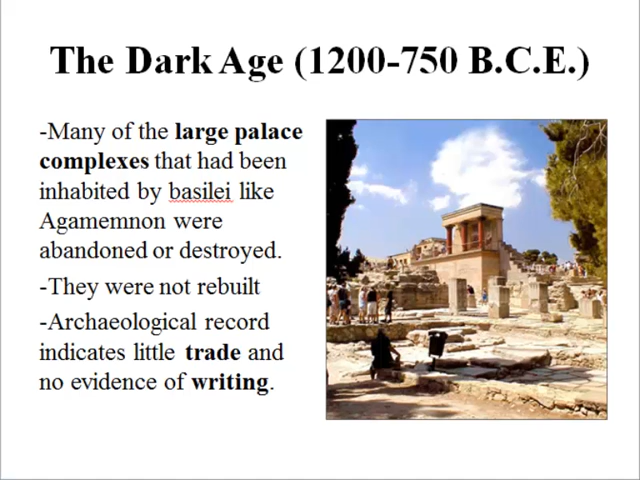 The Dark Age (1200-750 B.C.E.)
-Many of the large palace
complexes that had been
inhabited by basilei like
Agamemnon were
abandoned or destroyed.
-They were not rebuilt
-Archaeological record
indicates little trade and
no evidence of writing.